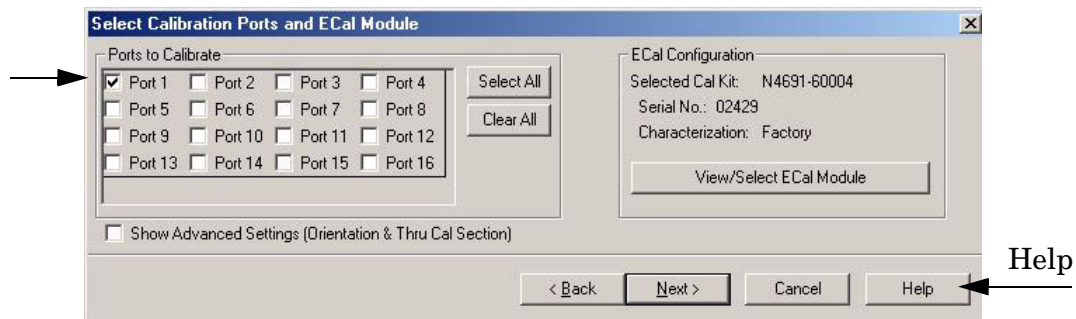 Select Calibration Ports and ECal Module
Ports to Calibrate
Port 1 Port 2 Port 3 Port 4
Port 5 Port 6 Port 7 Port 8
Port 9 Port 10 Port 11 Port 12
Port 13 Port 14 Port 15 Port 16
Select All
Clear All
Show Advanced Settings (Orientation & Thru Cal Section)
ECal Configuration
Selected Cal Kit: N4691-60004
Serial No.: 02429
Characterization: Factory
View/Select ECal Module
< Back Next > Cancel Help
Help